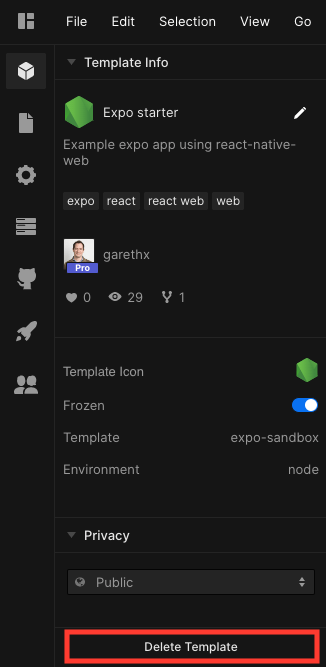 File Edit Selection View Go
Template Info
Expo starter
Example expo app using react-native-
web
expo react react web web
garethx
Pro
0 29 1
Template Icon
Frozen
Template expo-sandbox
Environment node
Privacy
Public
Delete Template